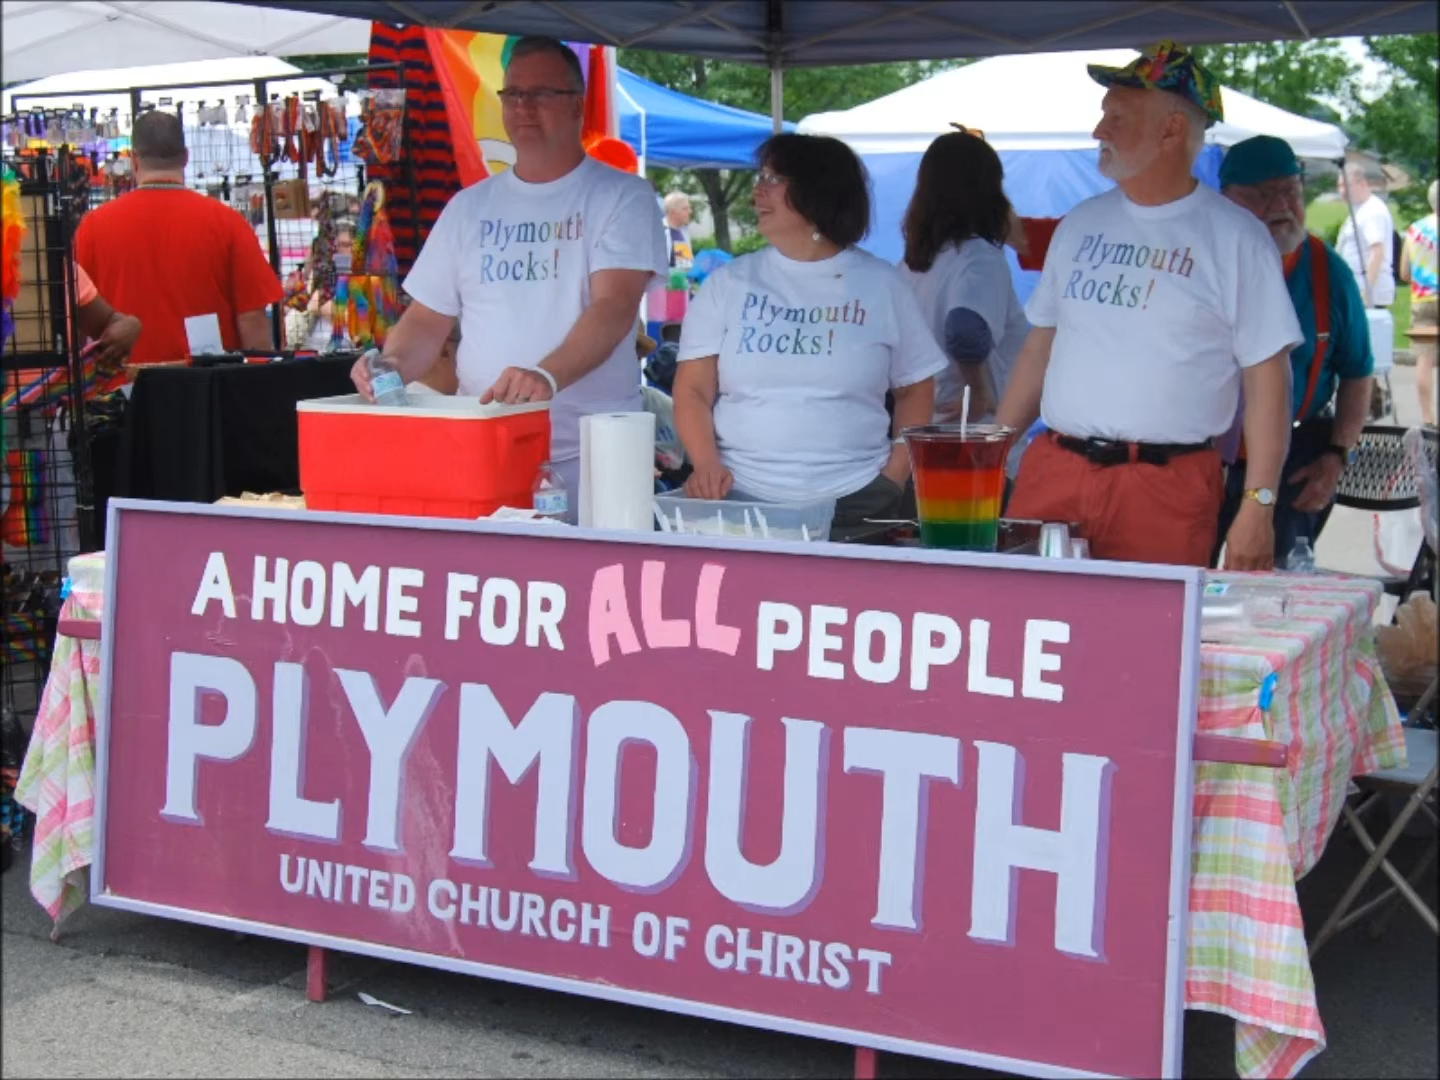 Plymouth
Rocks!
Plymouth
Rocks!
Plymouth
Rocks!
A HOME FOR ALL PEOPLE
PLYMOUTH
UNITED CHURCH OF CHRIST